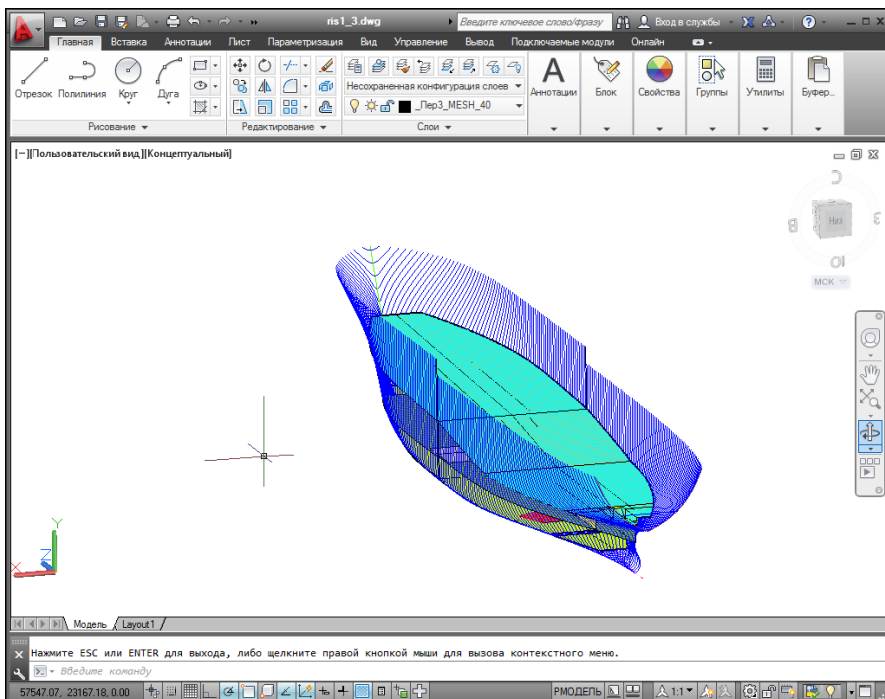 ris1_3.dwg
Введите ключевое слово/фразу
Вход в службы
Главная Вставка Аннотации Лист Параметризация Вид Управление Вывод Подключаемые модули Онлайн
Отрезок Полилиния Круг Дуга
Несохраненная конфигурация слоев
_Пер3_MESH_40
Аннотации Блок Свойства Группы Утилиты Буфер...
Рисование Редактирование Слои
[−][Пользовательский вид][Концептуальный]
С
В Низ З
Ю
МСК
Y
Z
X
Модель Layout1
Нажмите ESC или ENTER для выхода, либо щелкните правой кнопкой мыши для вызова контекстного меню.
Введите команду
57547.07, 23167.18, 0.00 РМОДЕЛЬ 1:1